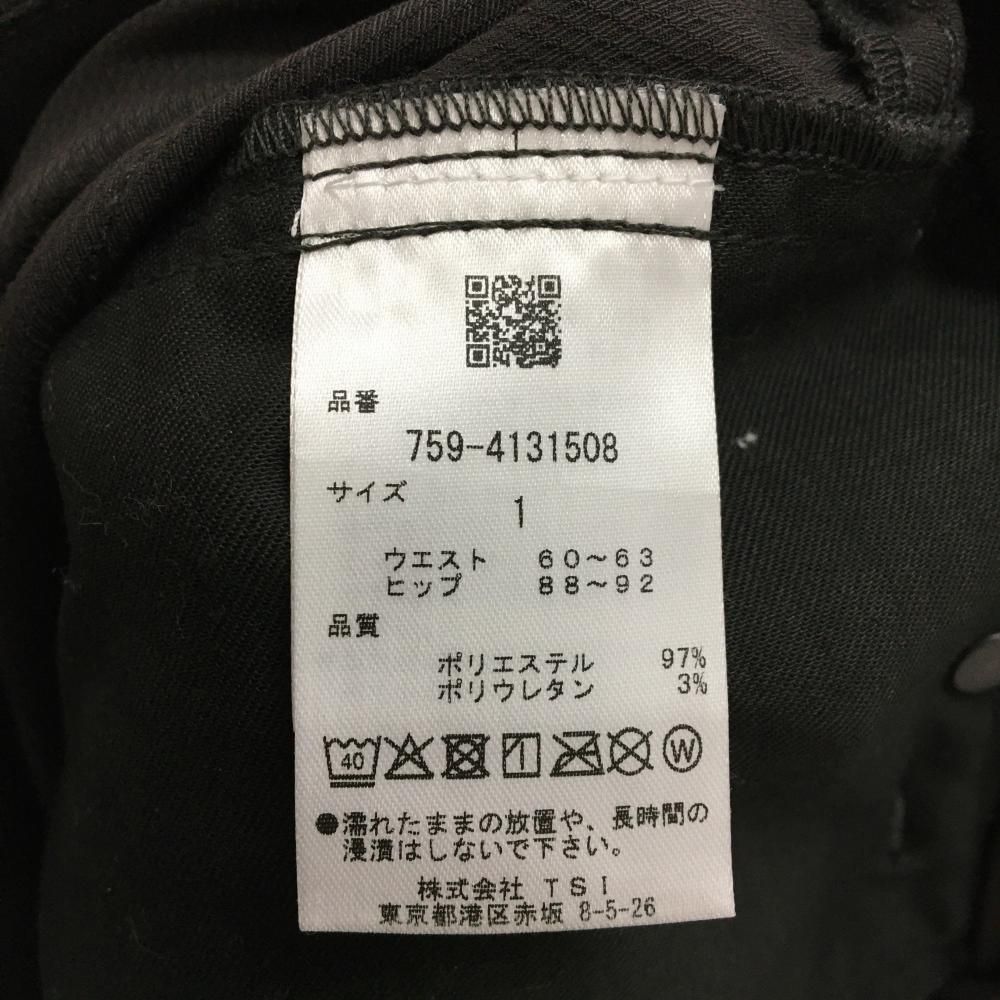 品番
759-4131508
サイズ
1
ウエスト 60～63
ヒップ 88～92
品質
ポリエステル 97%
ポリウレタン 3%
40 W
●濡れたままの放置や、長時間の
浸漬はしないで下さい。
株式会社 TSI
東京都港区赤坂 8-5-26